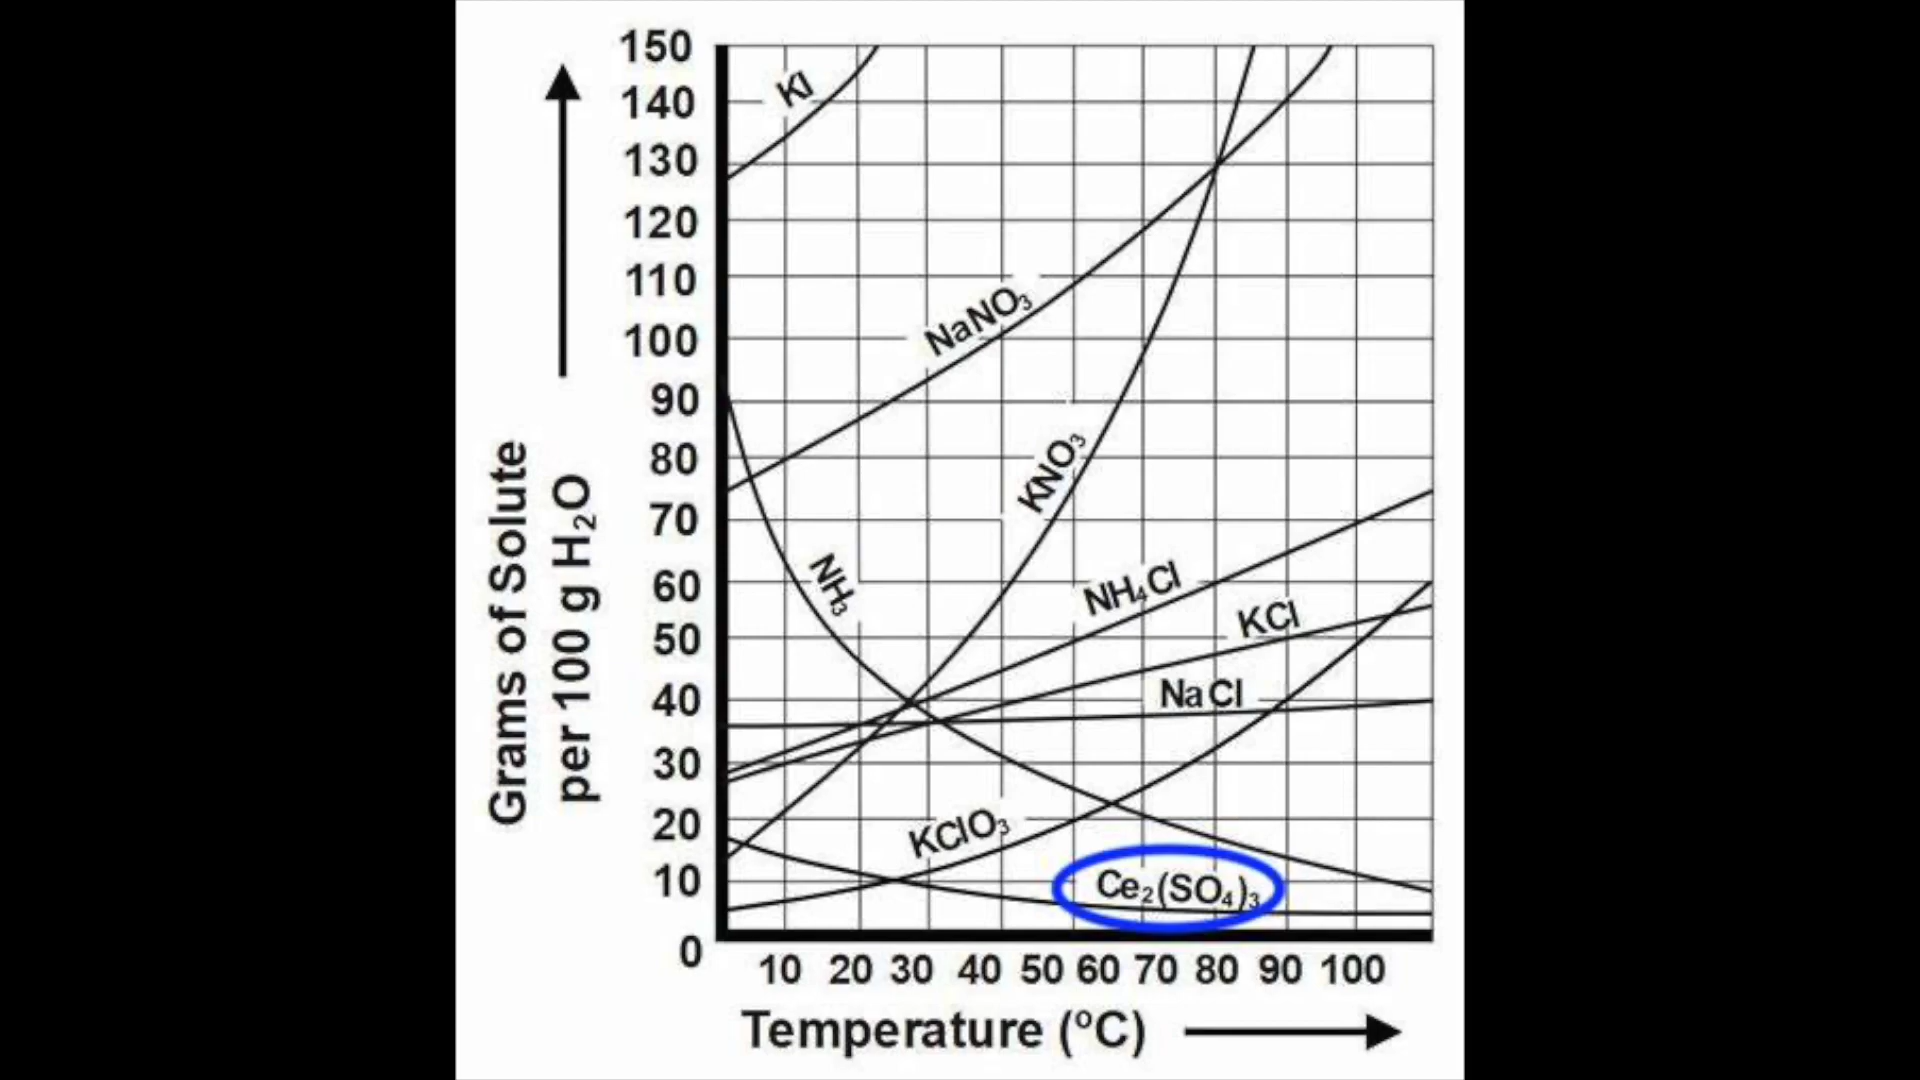 150
140
130
120
110
100
90
80
70
60
50
40
30
20
10
0
Grams of Solute
per 100 g H₂O
KI
NaNO₃
KNO₃
NH₃
NH₄Cl
KCl
NaCl
KClO₃
Ce₂(SO₄)₃
10 20 30 40 50 60 70 80 90 100
Temperature (ºC)